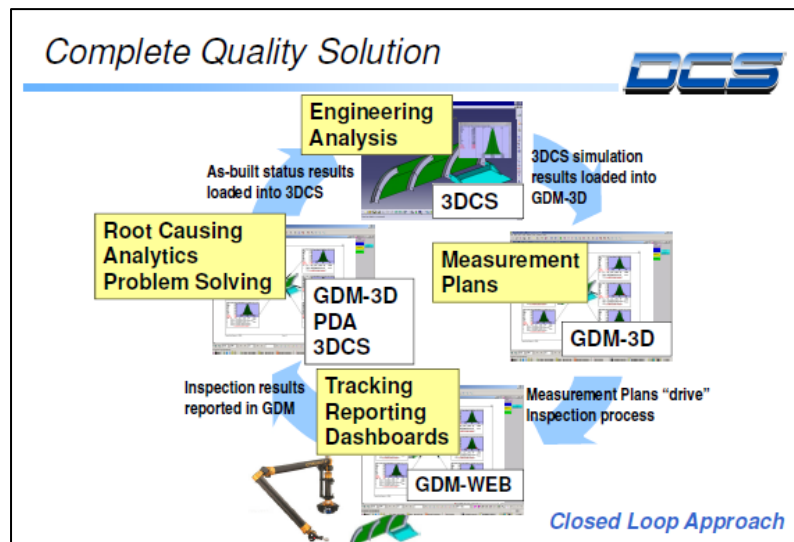 Complete Quality Solution
DCS
Engineering
Analysis
3DCS
As-built status results
loaded into 3DCS
3DCS simulation
results loaded into
GDM-3D
Root Causing
Analytics
Problem Solving
GDM-3D
PDA
3DCS
Measurement
Plans
GDM-3D
Inspection results
reported in GDM
Tracking
Reporting
Dashboards
GDM-WEB
Measurement Plans “drive”
Inspection process
Closed Loop Approach